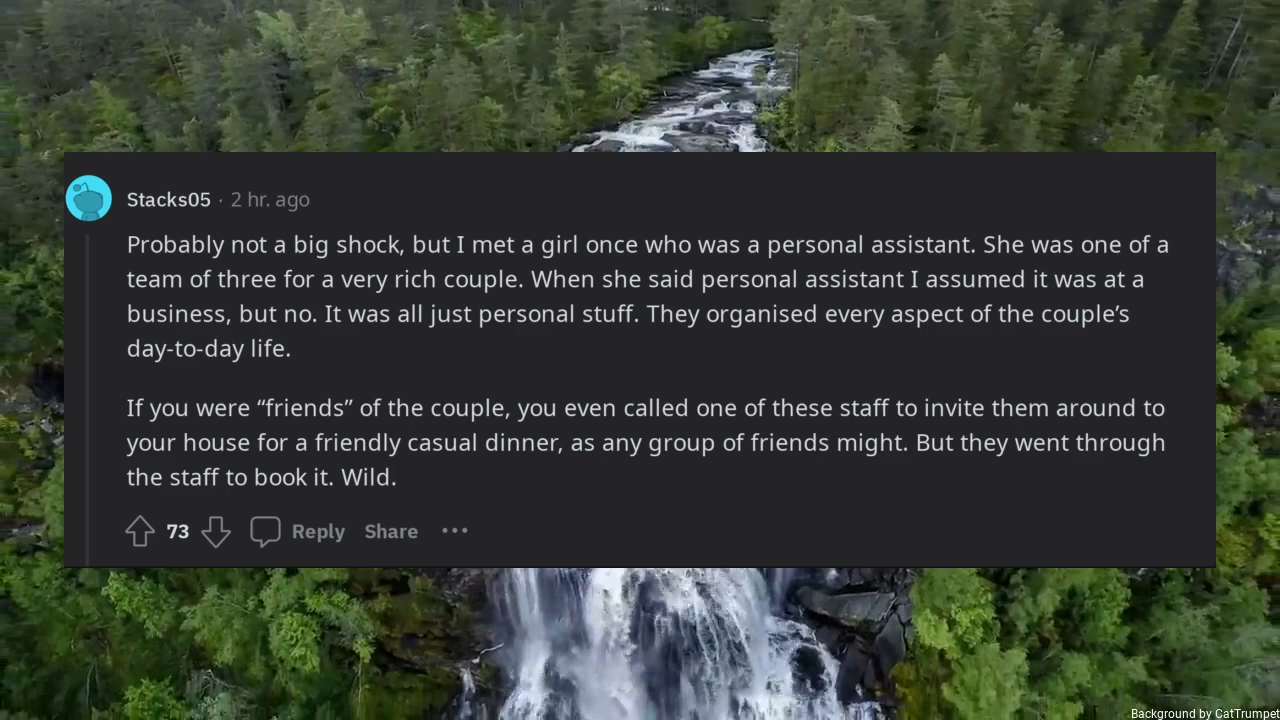 Stacks05 · 2 hr. ago
Probably not a big shock, but I met a girl once who was a personal assistant. She was one of a
team of three for a very rich couple. When she said personal assistant I assumed it was at a
business, but no. It was all just personal stuff. They organised every aspect of the couple’s
day-to-day life.
If you were “friends” of the couple, you even called one of these staff to invite them around to
your house for a friendly casual dinner, as any group of friends might. But they went through
the staff to book it. Wild.
73 Reply Share ···
Background by CatTrumpet